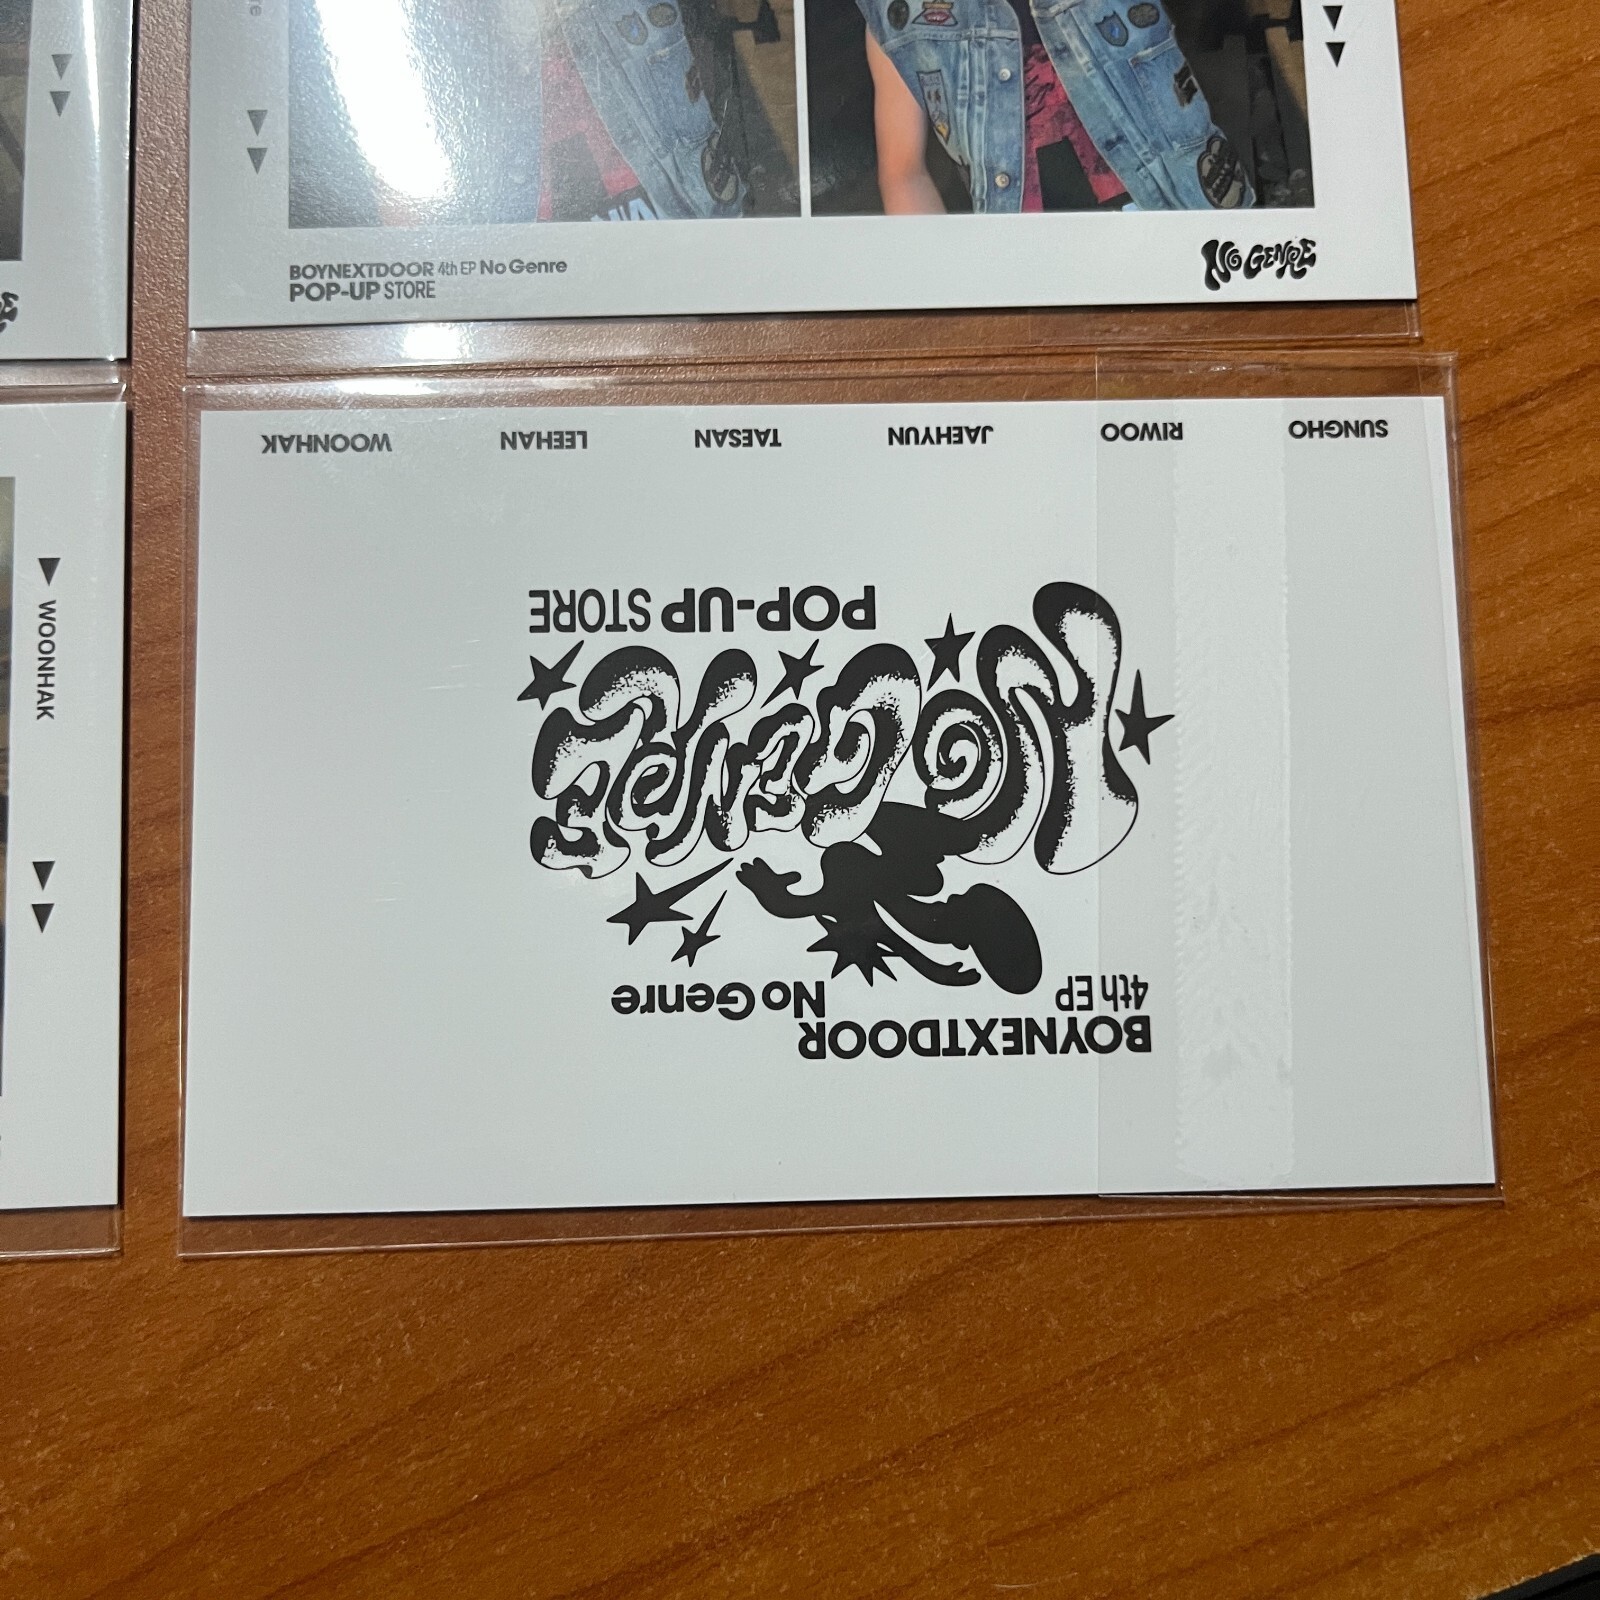 BOYNEXTDOOR 4th EP No Genre
POP-UP STORE
NO GENRE
WOONHAK
BOYNEXTDOOR
4th EP No Genre
NO GENRE
POP-UP STORE
SUNGHO RIWOO JAEHYUN TAESAN LEEHAN WOONHAK